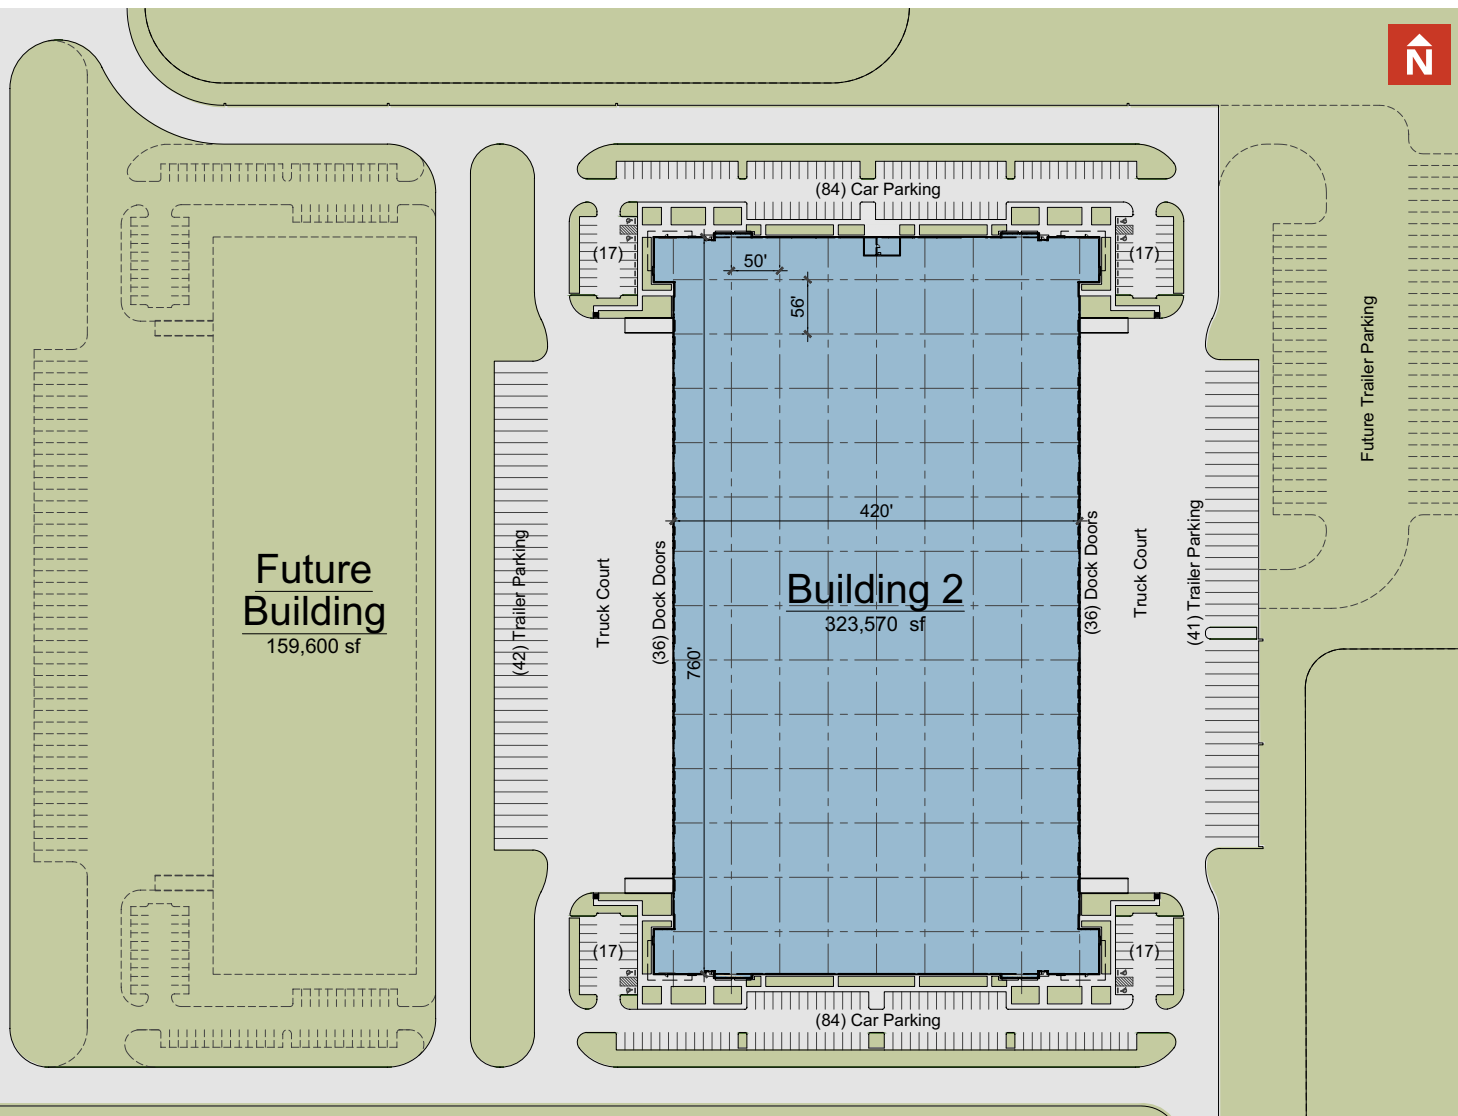 N
(84) Car Parking
(17)
(17)
50'
56'
Future Trailer Parking
420'
Future
Building
159,600 sf
(42) Trailer Parking
Truck Court
(36) Dock Doors
760'
Building 2
323,570 sf
(36) Dock Doors
Truck Court
(41) Trailer Parking
(17)
(17)
(84) Car Parking